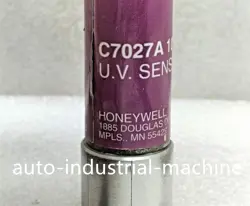 C7027A 1
U.V. SENS
HONEYWELL
1885 DOUGLAS
MPLS., MN 5542
auto-industrial-machine